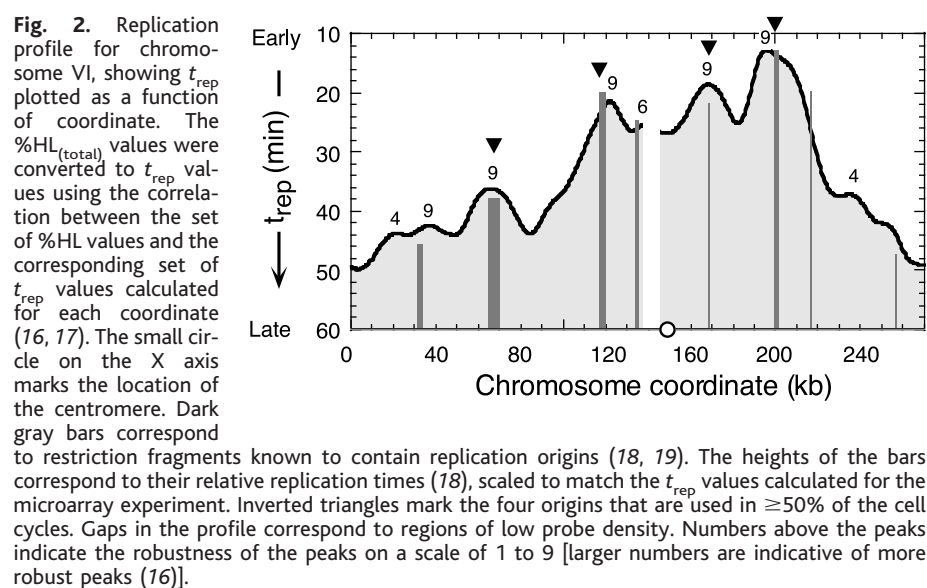 Fig. 2. Replication
profile for chromo-
some VI, showing trep
plotted as a function
of coordinate. The
%HL(total) values were
converted to trep val-
ues using the correla-
tion between the set
of %HL values and the
corresponding set of
trep values calculated
for each coordinate
(16, 17). The small cir-
cle on the X axis
marks the location of
the centromere. Dark
gray bars correspond
to restriction fragments known to contain replication origins (18, 19). The heights of the bars
correspond to their relative replication times (18), scaled to match the trep values calculated for the
microarray experiment. Inverted triangles mark the four origins that are used in ≥50% of the cell
cycles. Gaps in the profile correspond to regions of low probe density. Numbers above the peaks
indicate the robustness of the peaks on a scale of 1 to 9 [larger numbers are indicative of more
robust peaks (16)].
Early
Late
trep (min)
10
20
30
40
50
60
4 9 9 9 6 9 9 4
0 40 80 120 160 200 240
Chromosome coordinate (kb)